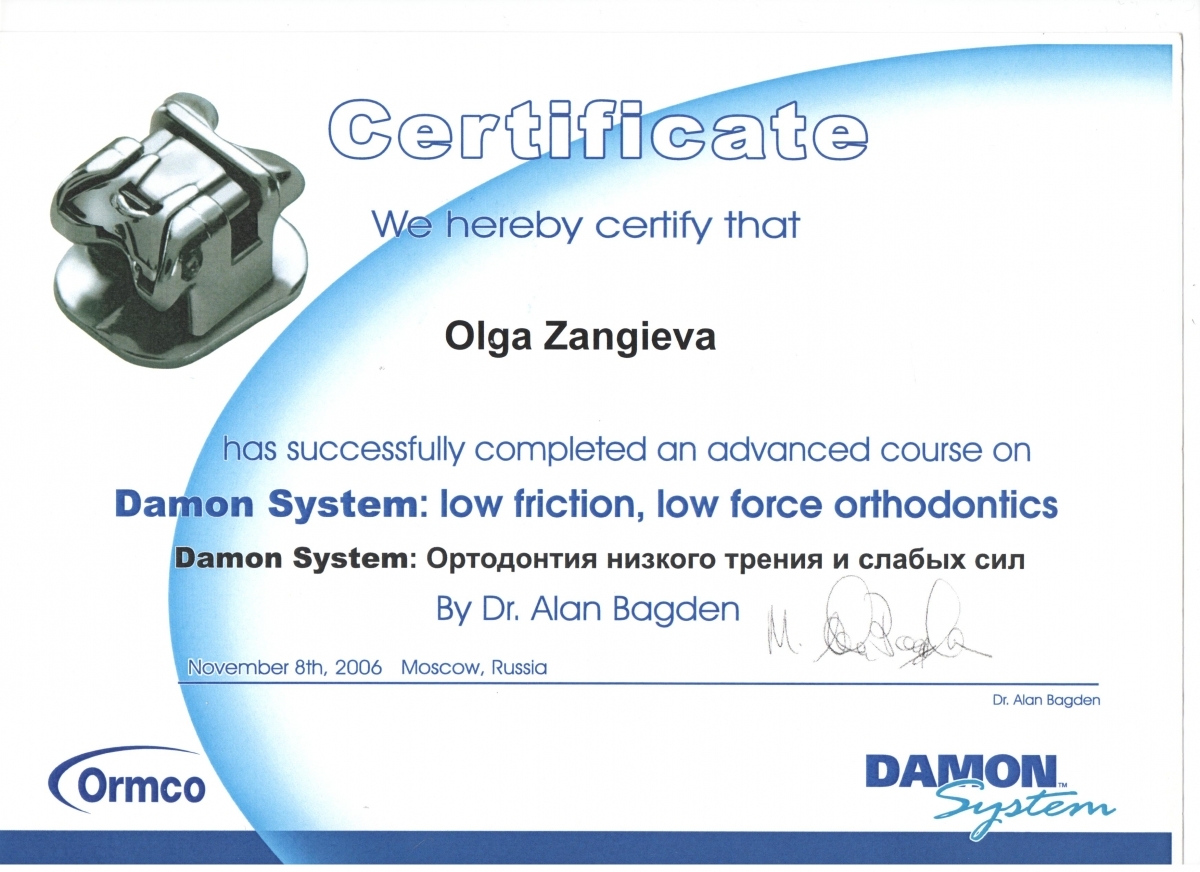 Certificate
We hereby certify that
Olga Zangieva
has successfully completed an advanced course on
Damon System: low friction, low force orthodontics
Damon System: Ортодонтия низкого трения и слабых сил
By Dr. Alan Bagden
November 8th, 2006 Moscow, Russia
Dr. Alan Bagden
Ormco
DAMON™
System